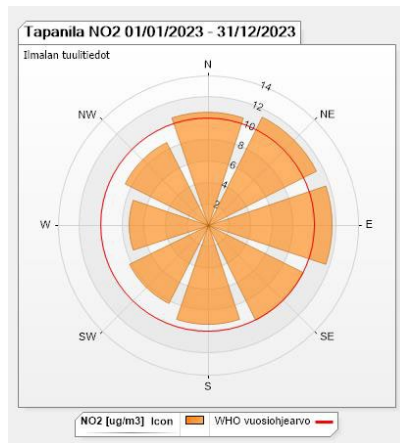 Tapanila NO2 01/01/2023 - 31/12/2023
Ilmalan tuulitiedot
N
14
12
10
8
6
4
2
NW
NE
W
E
SW
SE
S
NO2 [ug/m3] Icon WHO vuosiohjearvo